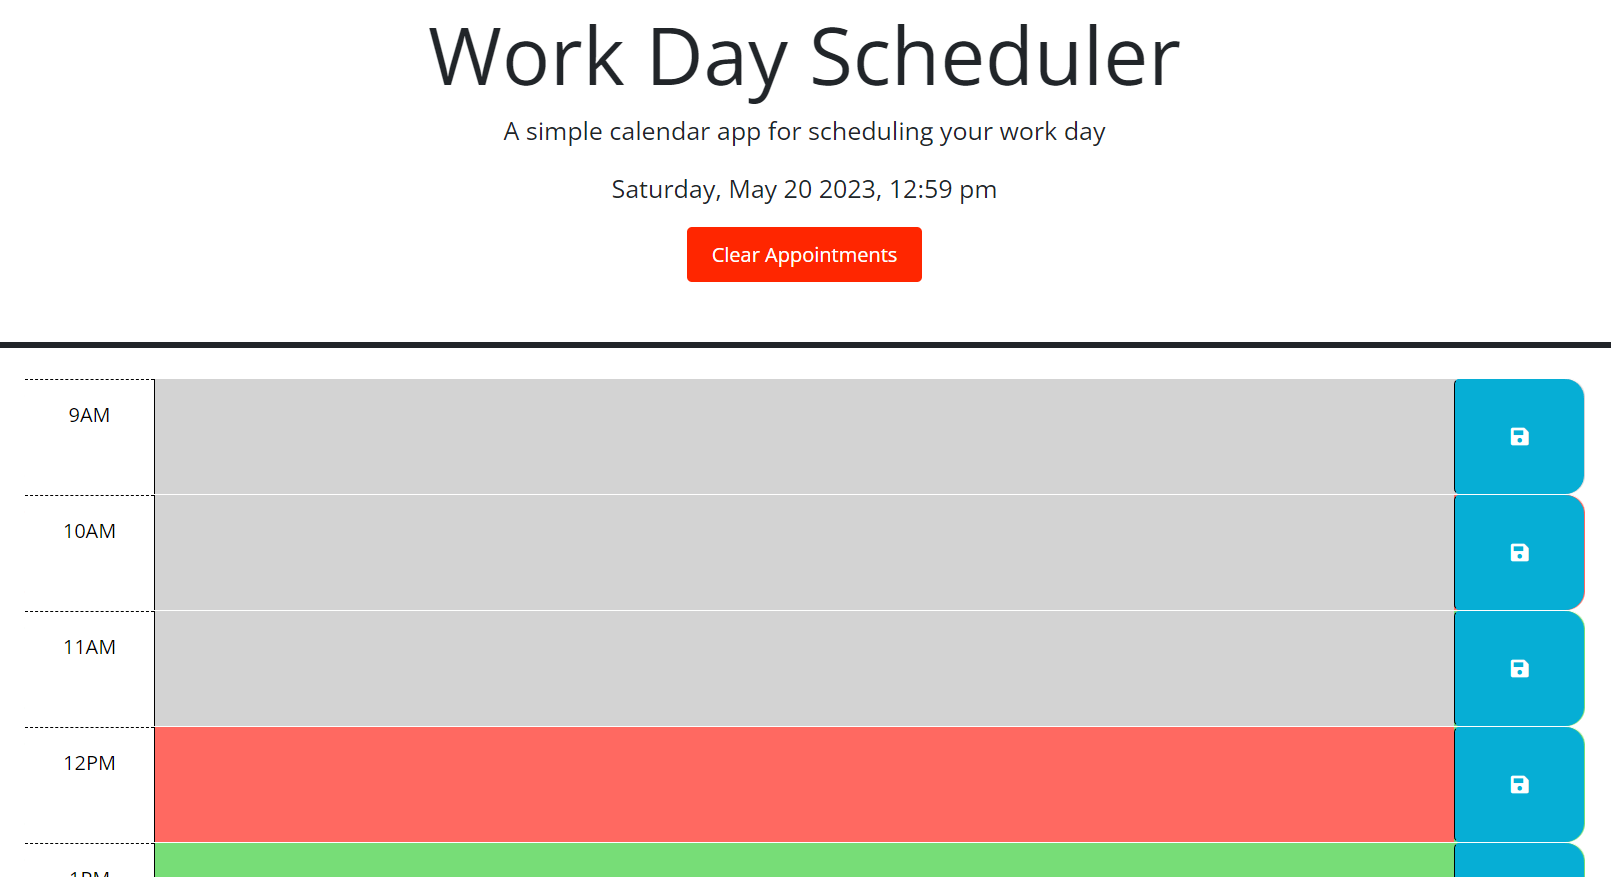 Work Day Scheduler
A simple calendar app for scheduling your work day
Saturday, May 20 2023, 12:59 pm
Clear Appointments
9AM
10AM
11AM
12PM
1PM